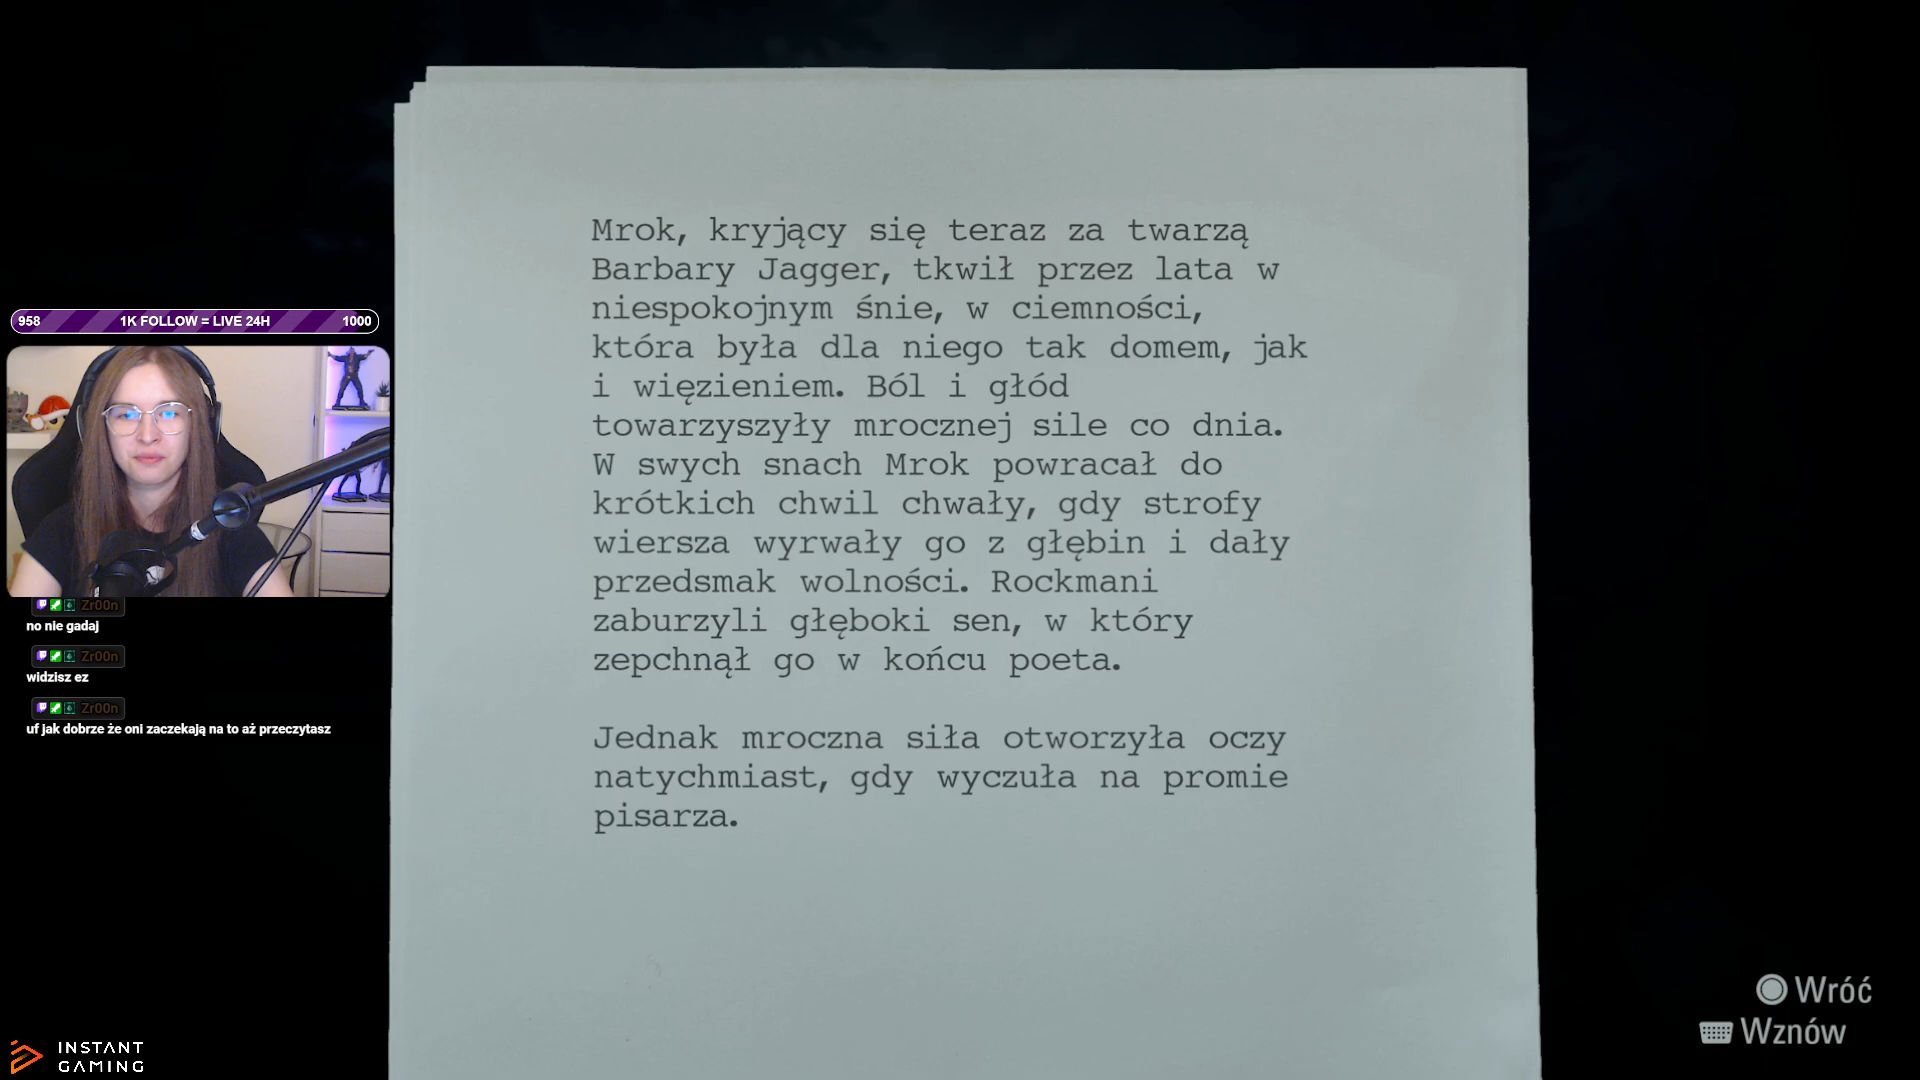 Mrok, kryjący się teraz za twarzą
Barbary Jagger, tkwił przez lata w
niespokojnym śnie, w ciemności,
która była dla niego tak domem, jak
i więzieniem. Ból i głód
towarzyszyły mrocznej sile co dnia.
W swych snach Mrok powracał do
krótkich chwil chwały, gdy strofy
wiersza wyrwały go z głębin i dały
przedsmak wolności. Rockmani
zaburzyli głęboki sen, w który
zepchnął go w końcu poeta.
Jednak mroczna siła otworzyła oczy
natychmiast, gdy wyczuła na promie
pisarza.
958 1K FOLLOW = LIVE 24H 1000
Zr00n
no nie gadaj
Zr00n
widzisz ez
Zr00n
uf jak dobrze że oni zaczekają na to aż przeczytasz
INSTANT
GAMING
Wróć
Wznów